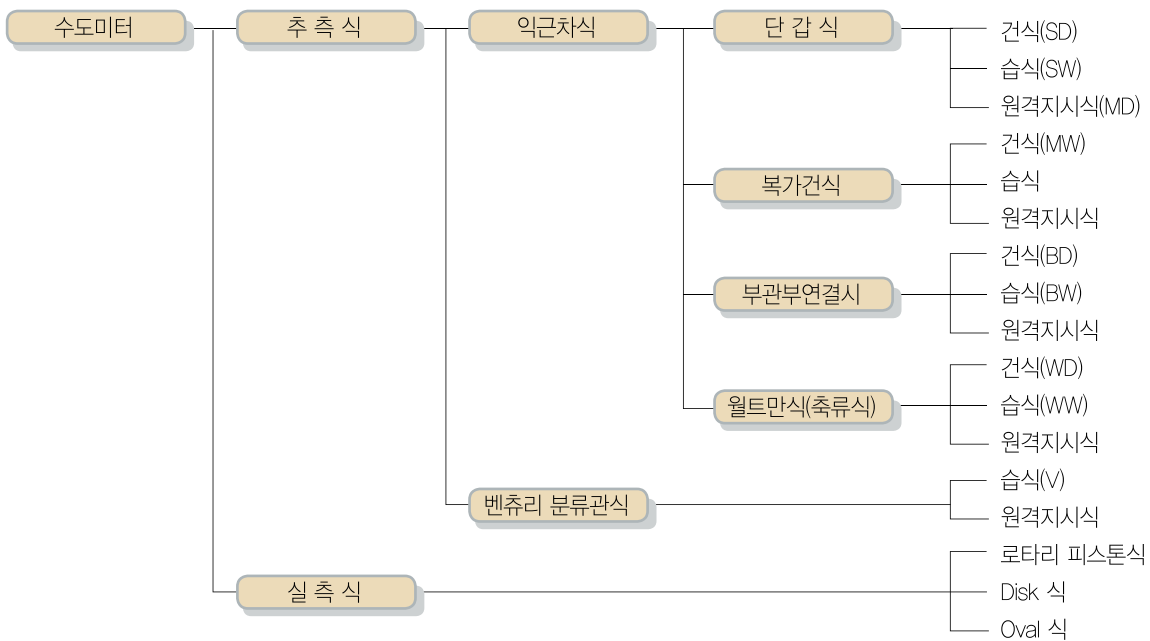 수도미터
추 측 식
익근차식
단 갑 식
건식(SD)
습식(SW)
원격지시식(MD)
복가건식
건식(MW)
습식
원격지시식
부관부연결시
건식(BD)
습식(BW)
원격지시식
월트만식(축류식)
건식(WD)
습식(WW)
원격지시식
벤츄리 분류관식
습식(V)
원격지시식
실 측 식
로타리 피스톤식
Disk 식
Oval 식